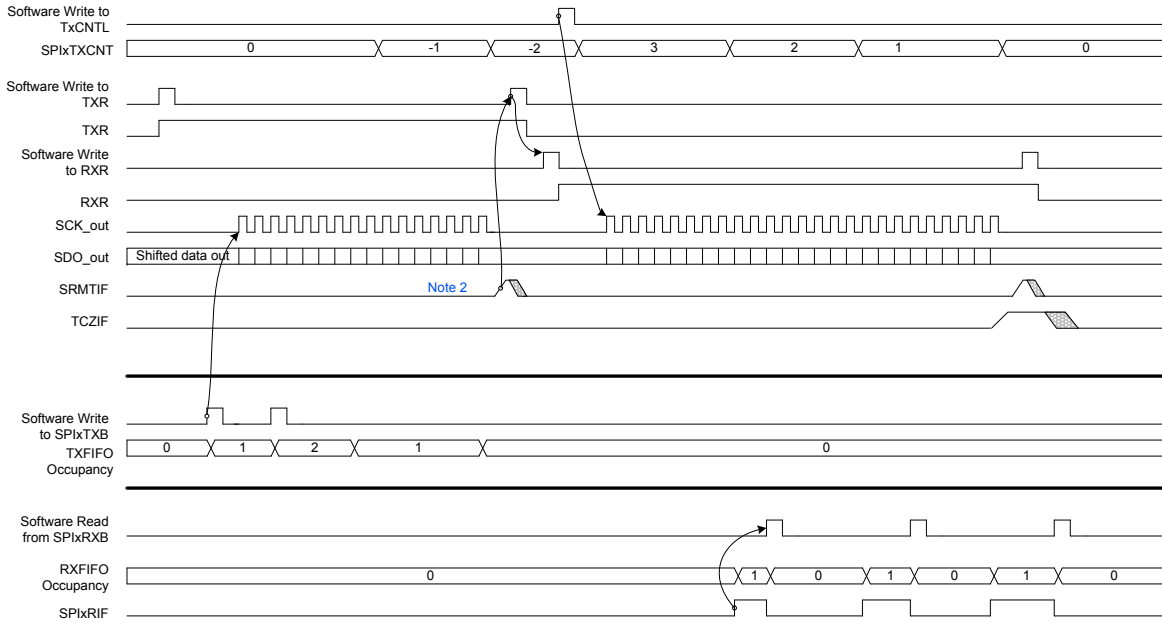 Software Write to
TxCNTL
SPIxTXCNT
0 -1 -2 3 2 1 0
Software Write to
TXR
TXR
Software Write
to RXR
RXR
SCK_out
SDO_out Shifted data out
SRMTIF Note 2
TCZIF
Software Write
to SPIxTXB
TXFIFO
Occupancy
0 1 2 1 0
Software Read
from SPIxRXB
RXFIFO
Occupancy
0 1 0 1 0 1 0
SPIxRIF